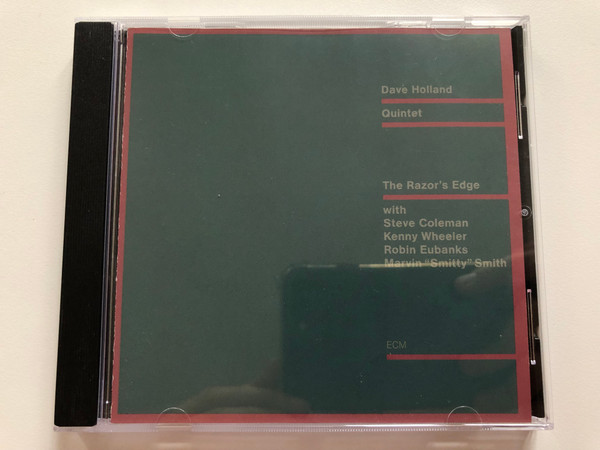 Dave Holland
Quintet
The Razor's Edge
with
Steve Coleman
Kenny Wheeler
Robin Eubanks
Marvin "Smitty" Smith
ECM